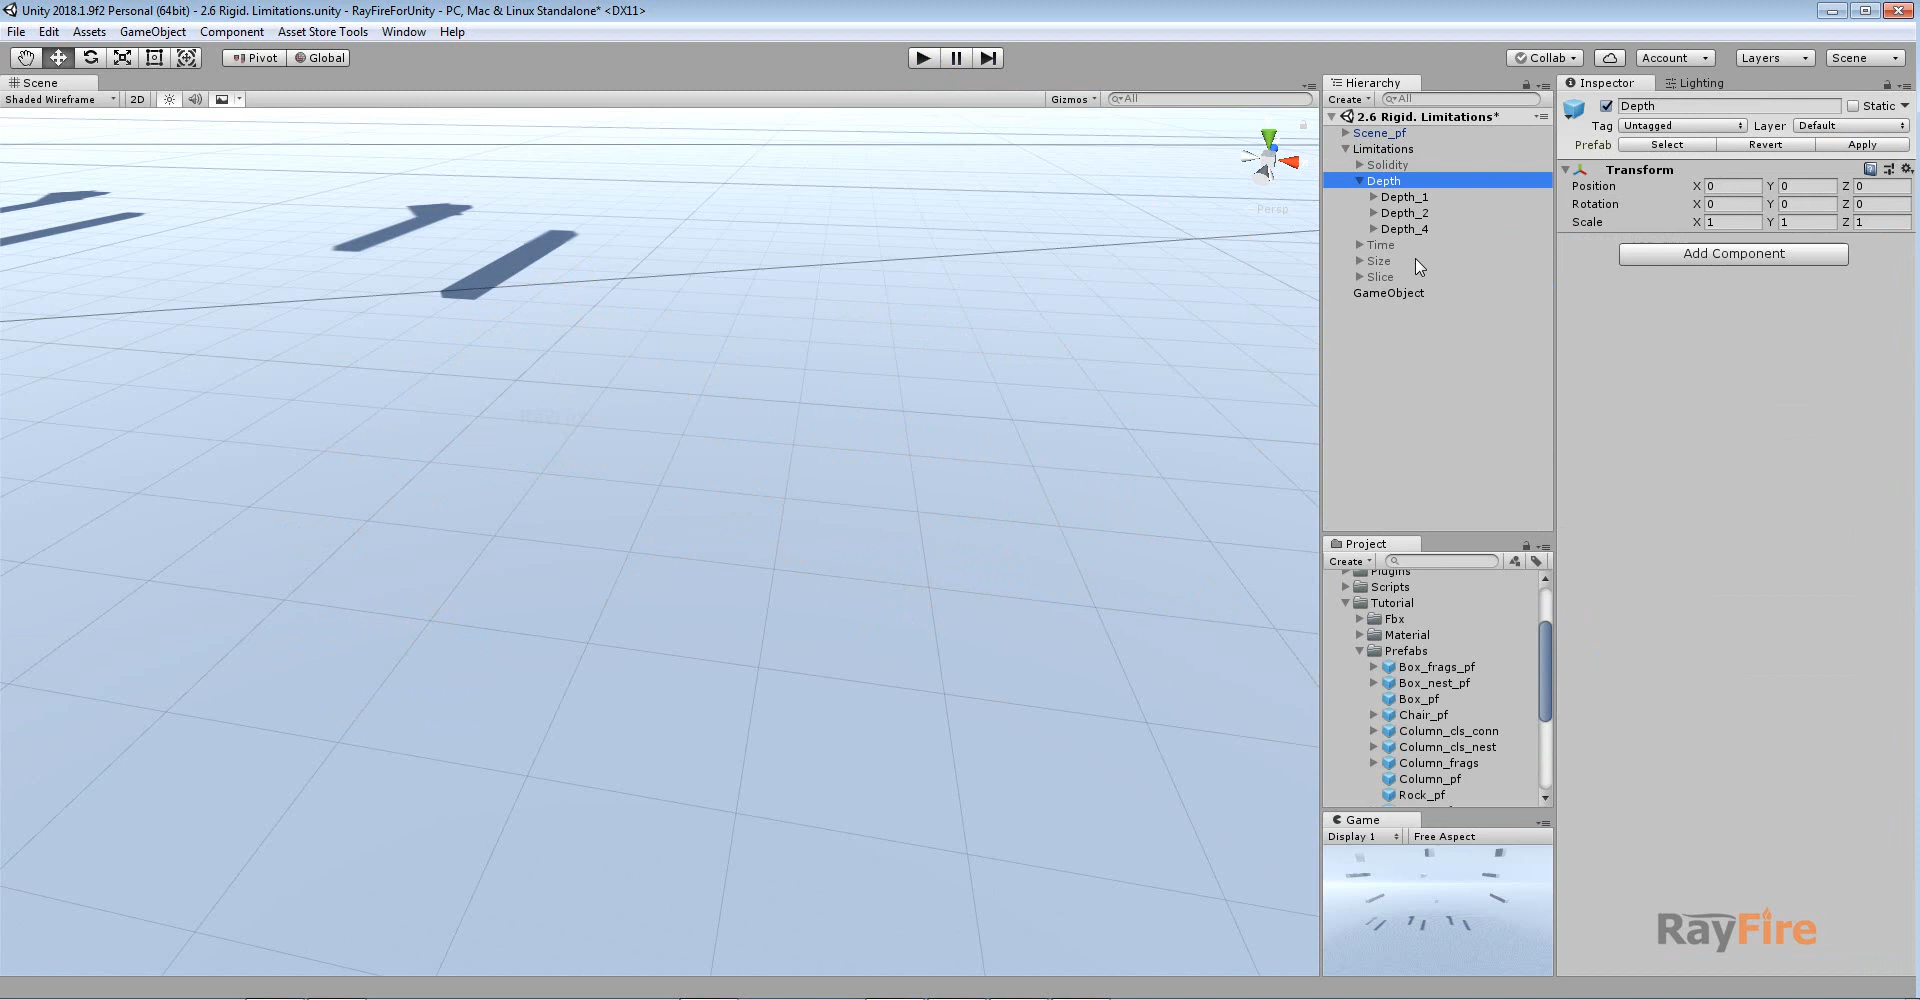 Unity 2018.1.9f2 Personal (64bit) - 2.6 Rigid. Limitations.unity - RayFireForUnity - PC, Mac & Linux Standalone* <DX11>
File Edit Assets GameObject Component Asset Store Tools Window Help
Pivot Global Collab Account Layers Scene
Scene
Shaded Wireframe 2D Gizmos All
Persp
Hierarchy
Create All
2.6 Rigid. Limitations*
Scene_pf
Limitations
Solidity
Depth
Depth_1
Depth_2
Depth_4
Time
Size
Slice
GameObject
Project
Create
Plugins
Scripts
Tutorial
Fbx
Material
Prefabs
Box_frags_pf
Box_nest_pf
Box_pf
Chair_pf
Column_cls_conn
Column_cls_nest
Column_frags
Column_pf
Rock_pf
Game
Display 1 Free Aspect
Inspector Lighting
Depth Static
Tag Untagged Layer Default
Prefab Select Revert Apply
Transform
Position X 0 Y 0 Z 0
Rotation X 0 Y 0 Z 0
Scale X 1 Y 1 Z 1
Add Component
RayFire